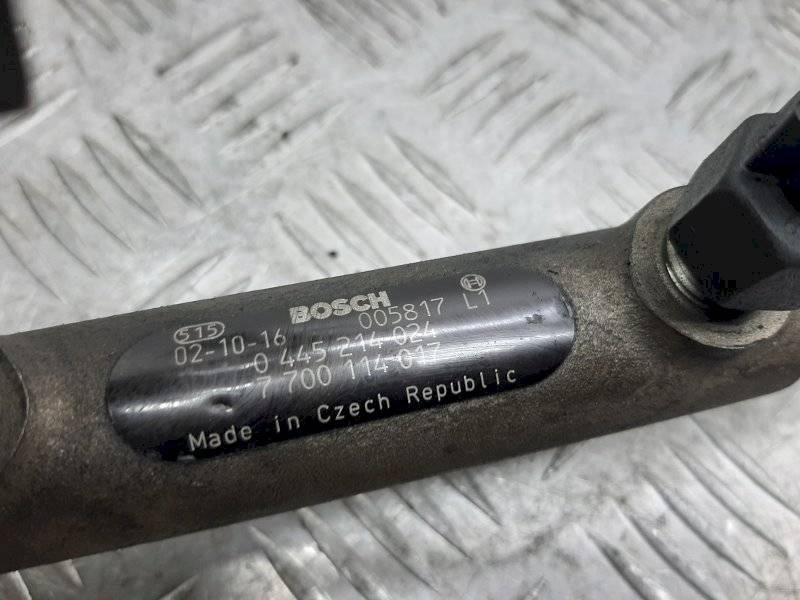 515 BOSCH 005817 L1
02-10-16
0 445 214 024
7 700 114 017
Made in Czech Republic